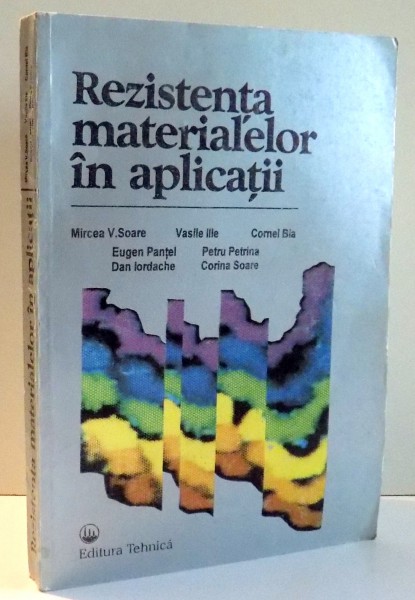 Rezistența
materialelor
în aplicații
Mircea V.Soare Vasile Ille Cornel Bia
Eugen Panțel Petru Petrina
Dan Iordache Corina Soare
Editura Tehnică
Rezistența materialelor în aplicații